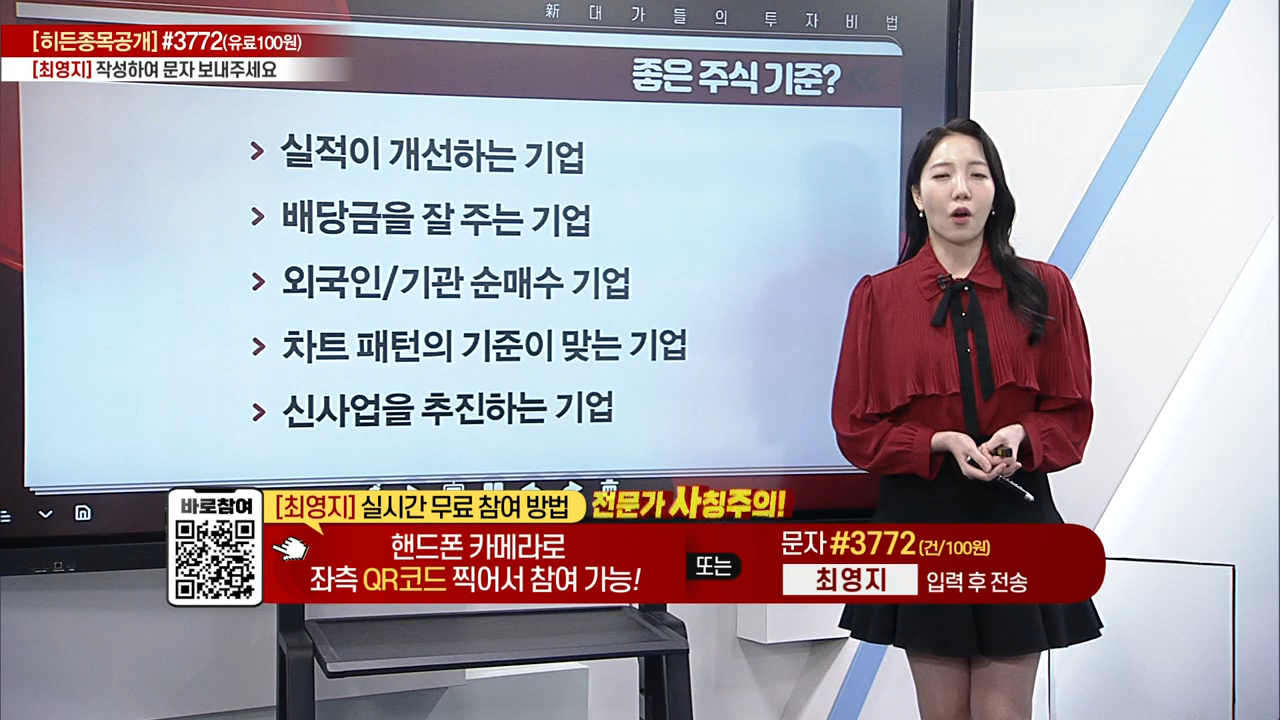 新 대 가 들 의 투 자 비 법
[히든종목공개] #3772(유료100원)
[최영지] 작성하여 문자 보내주세요
좋은 주식 기준?
실적이 개선하는 기업
배당금을 잘 주는 기업
외국인/기관 순매수 기업
차트 패턴의 기준이 맞는 기업
신사업을 추진하는 기업
바로참여
[최영지] 실시간 무료 참여 방법
전문가 사칭주의!
핸드폰 카메라로
좌측 QR코드 찍어서 참여 가능!
또는
문자 #3772 (건/100원)
최영지 입력 후 전송